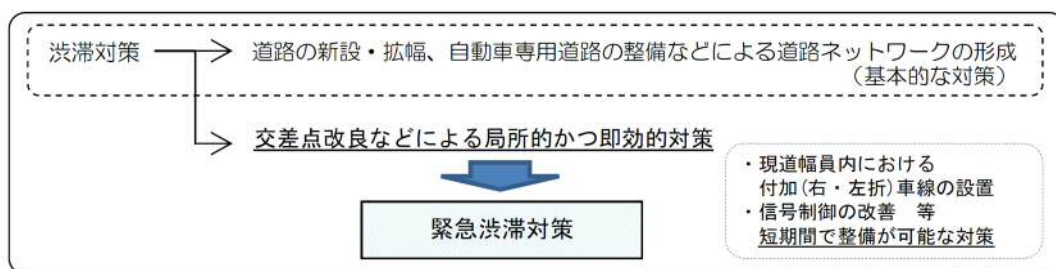 渋滞対策
道路の新設・拡幅、自動車専用道路の整備などによる道路ネットワークの形成
（基本的な対策）
交差点改良などによる局所的かつ即効的対策
緊急渋滞対策
・現道幅員内における
付加(右・左折)車線の設置
・信号制御の改善　等
短期間で整備が可能な対策